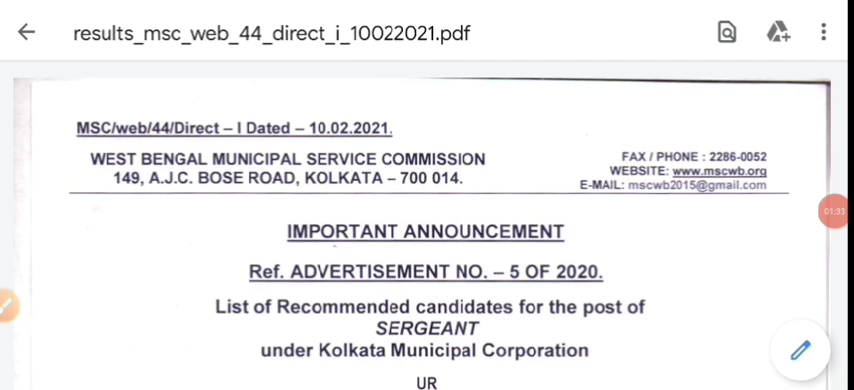 results_msc_web_44_direct_i_10022021.pdf
MSC/web/44/Direct – I Dated – 10.02.2021.
WEST BENGAL MUNICIPAL SERVICE COMMISSION
149, A.J.C. BOSE ROAD, KOLKATA – 700 014.
FAX / PHONE : 2286-0052
WEBSITE: www.mscwb.org
E-MAIL: mscwb2015@gmail.com
01:33
IMPORTANT ANNOUNCEMENT
Ref. ADVERTISEMENT NO. – 5 OF 2020.
List of Recommended candidates for the post of
SERGEANT
under Kolkata Municipal Corporation
UR